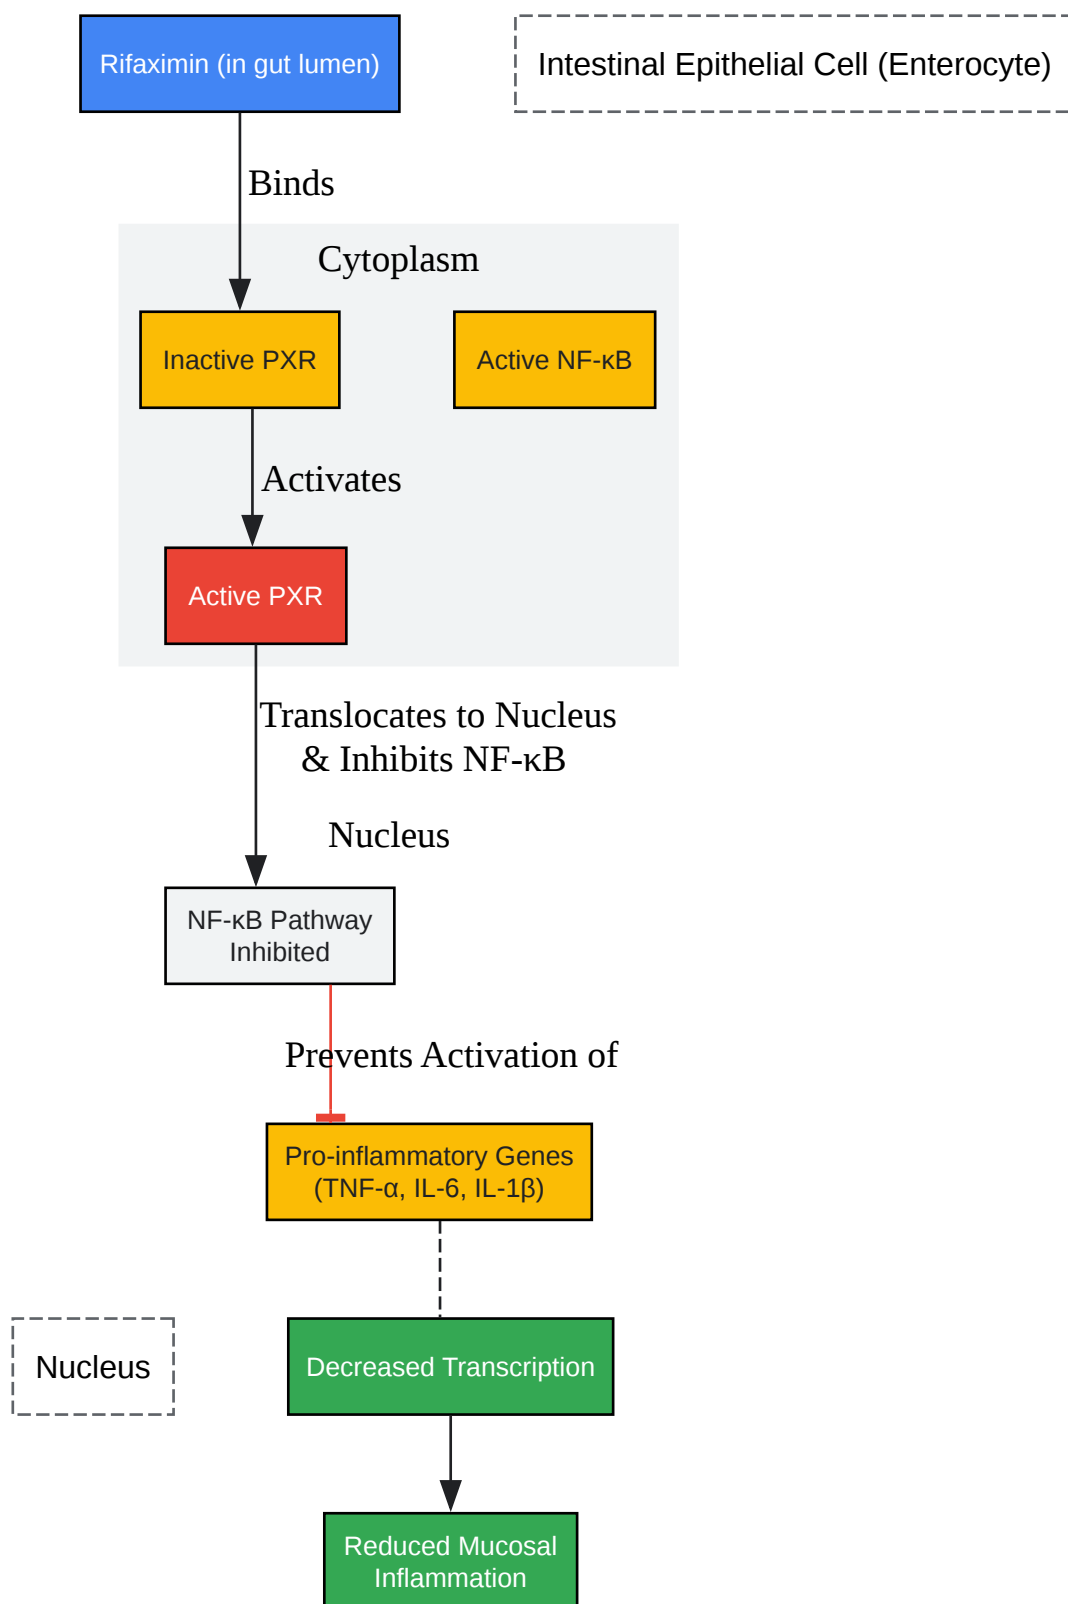 Rifaximin (in gut lumen)
Intestinal Epithelial Cell (Enterocyte)
Binds
Cytoplasm
Inactive PXR
Active NF-κB
Activates
Active PXR
Translocates to Nucleus
& Inhibits NF-κB
Nucleus
NF-κB Pathway
Inhibited
Prevents Activation of
Pro-inflammatory Genes
(TNF-α, IL-6, IL-1β)
Nucleus
Decreased Transcription
Reduced Mucosal
Inflammation